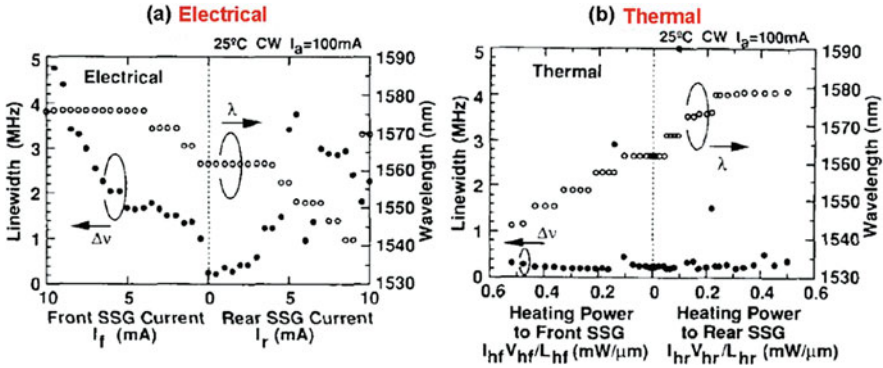 (a) Electrical
25ºC CW Ia=100mA
Electrical
λ
Δν
Linewidth (MHz)
5
4
3
2
1
0
Wavelength (nm)
1590
1580
1570
1560
1550
1540
1530
10 5 0 5 10
Front SSG Current
If (mA)
Rear SSG Current
Ir (mA)
(b) Thermal
25ºC CW Ia=100mA
Thermal
λ
Δν
Linewidth (MHz)
5
4
3
2
1
0
Wavelength (nm)
1590
1580
1570
1560
1550
1540
1530
0.6 0.4 0.2 0 0.2 0.4 0.6
Heating Power
to Front SSG
IhfVhf/Lhf (mW/μm)
Heating Power
to Rear SSG
IhrVhr/Lhr (mW/μm)